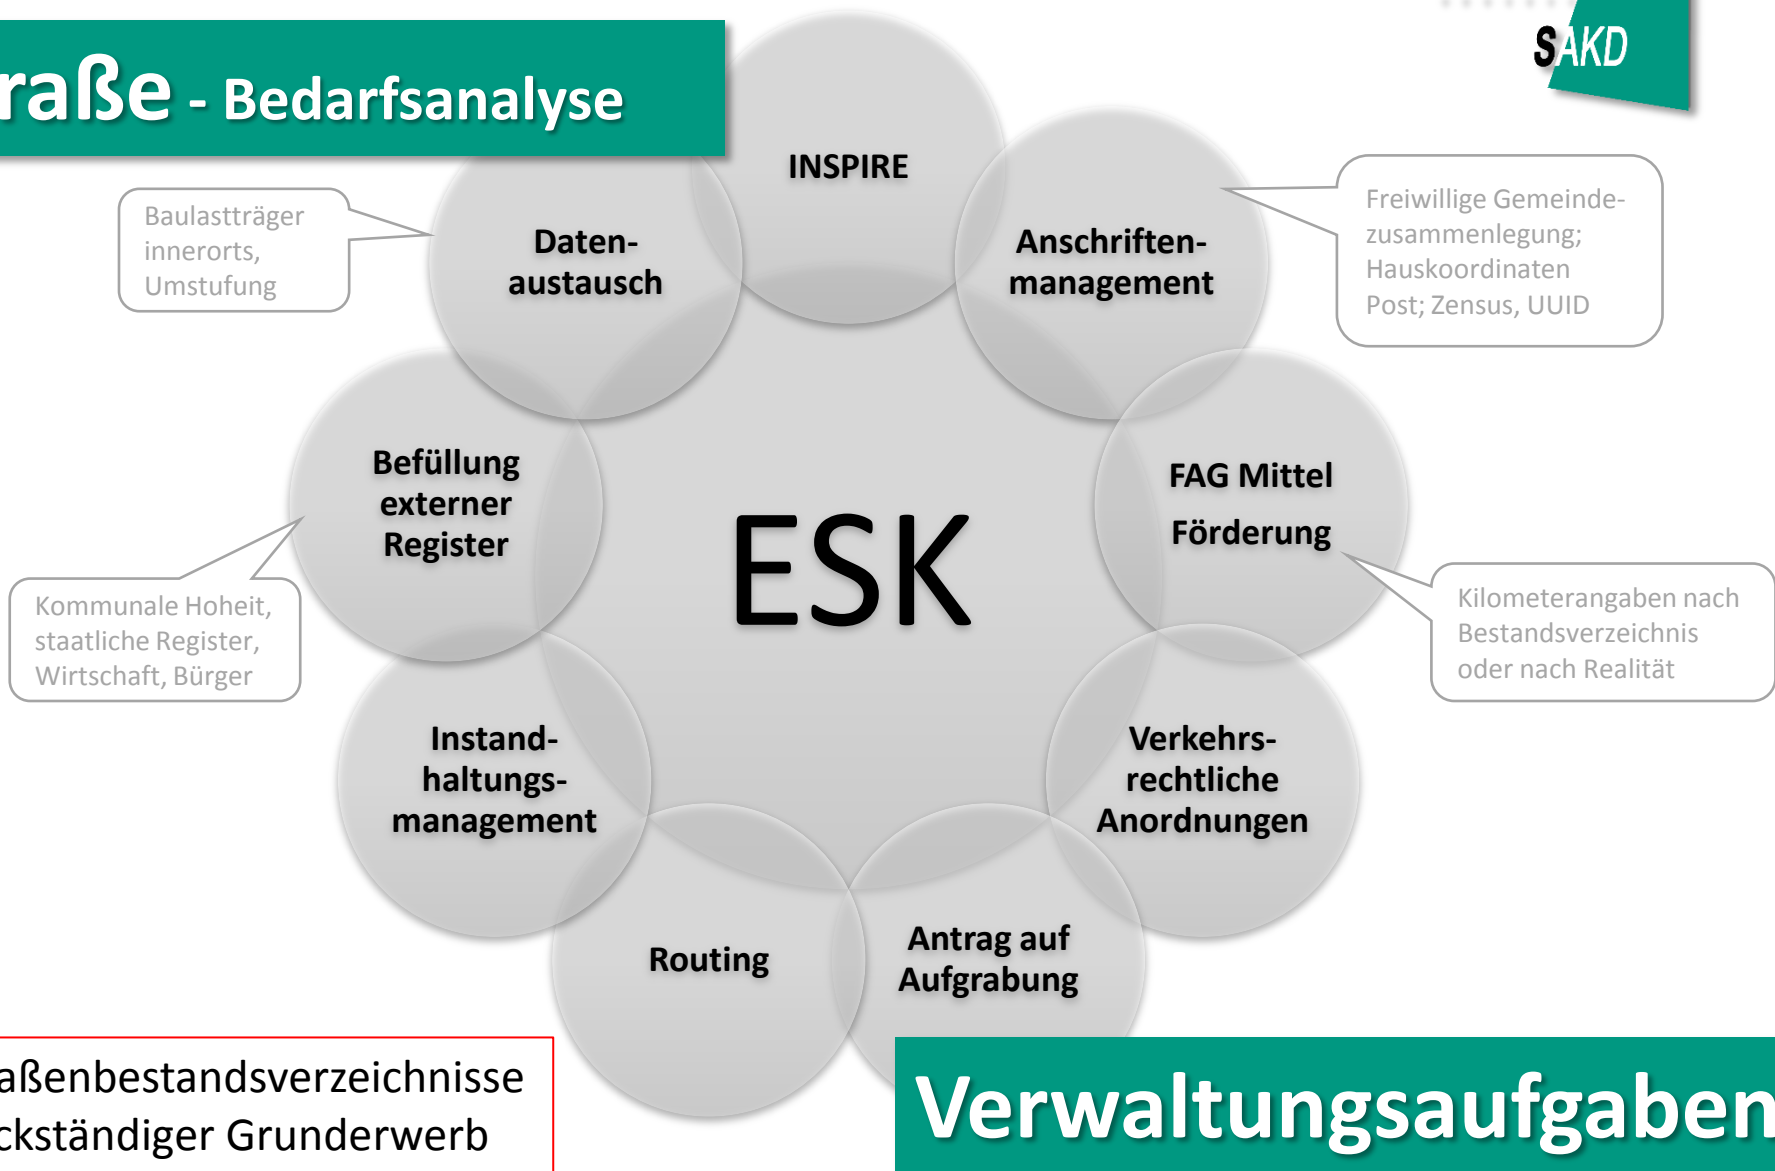 raße - Bedarfsanalyse
SAKD
INSPIRE
Daten-
austausch
Anschriften-
management
Baulastträger
innerorts,
Umstufung
Freiwillige Gemeinde-
zusammenlegung;
Hauskoordinaten
Post; Zensus, UUID
Befüllung
externer
Register
FAG Mittel
Förderung
ESK
Kommunale Hoheit,
staatliche Register,
Wirtschaft, Bürger
Kilometerangaben nach
Bestandsverzeichnis
oder nach Realität
Instand-
haltungs-
management
Verkehrs-
rechtliche
Anordnungen
Routing
Antrag auf
Aufgrabung
aßenbestandsverzeichnisse
ckständiger Grunderwerb
Verwaltungsaufgaben